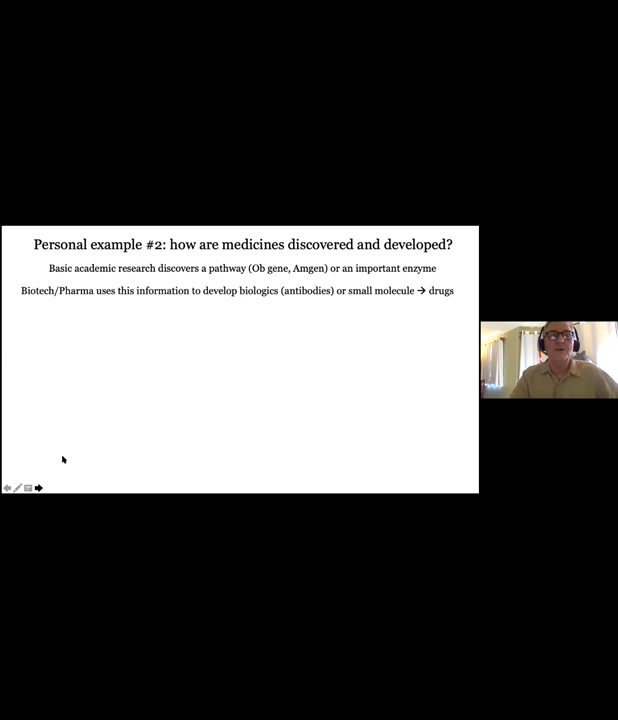 Personal example #2: how are medicines discovered and developed?
Basic academic research discovers a pathway (Ob gene, Amgen) or an important enzyme
Biotech/Pharma uses this information to develop biologics (antibodies) or small molecule → drugs